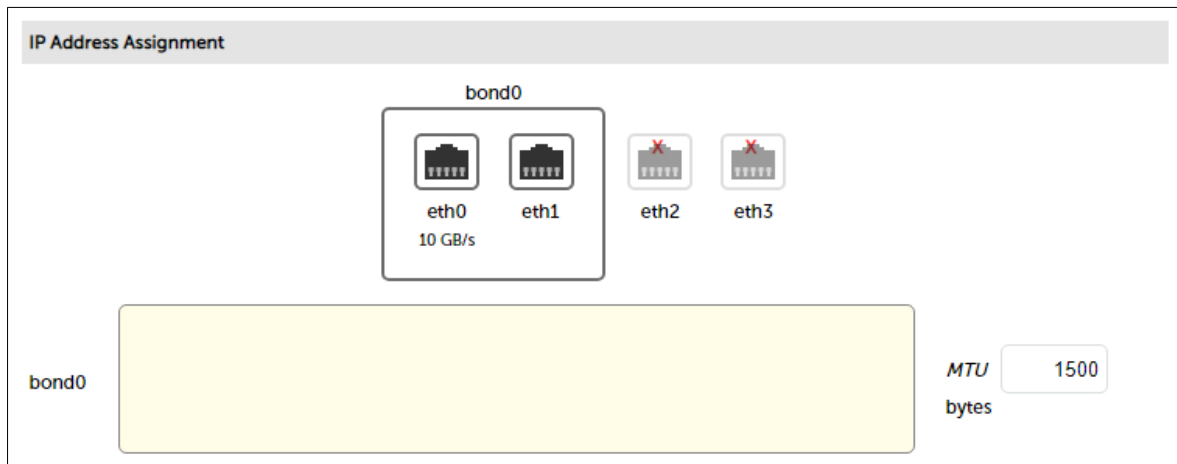 IP Address Assignment
bond0
eth0 eth1 eth2 eth3
10 GB/s
bond0 MTU 1500
bytes